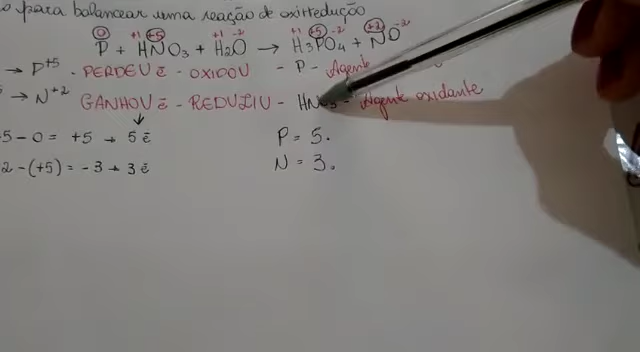 o para balancear uma reação de oxirredução
0 +1 +5 +1 -2 +1 +5 -2 +2 -2
P + HNO₃ + H₂O → H₃PO₄ + NO
→ P⁺⁵ - PERDEU ē - OXIDOU - P - Agente
→ N⁺² GANHOU ē - REDUZIU - HNO₃ - Agente oxidante
5 - 0 = +5 → 5 ē P = 5.
2 - (+5) = -3 → 3 ē N = 3.